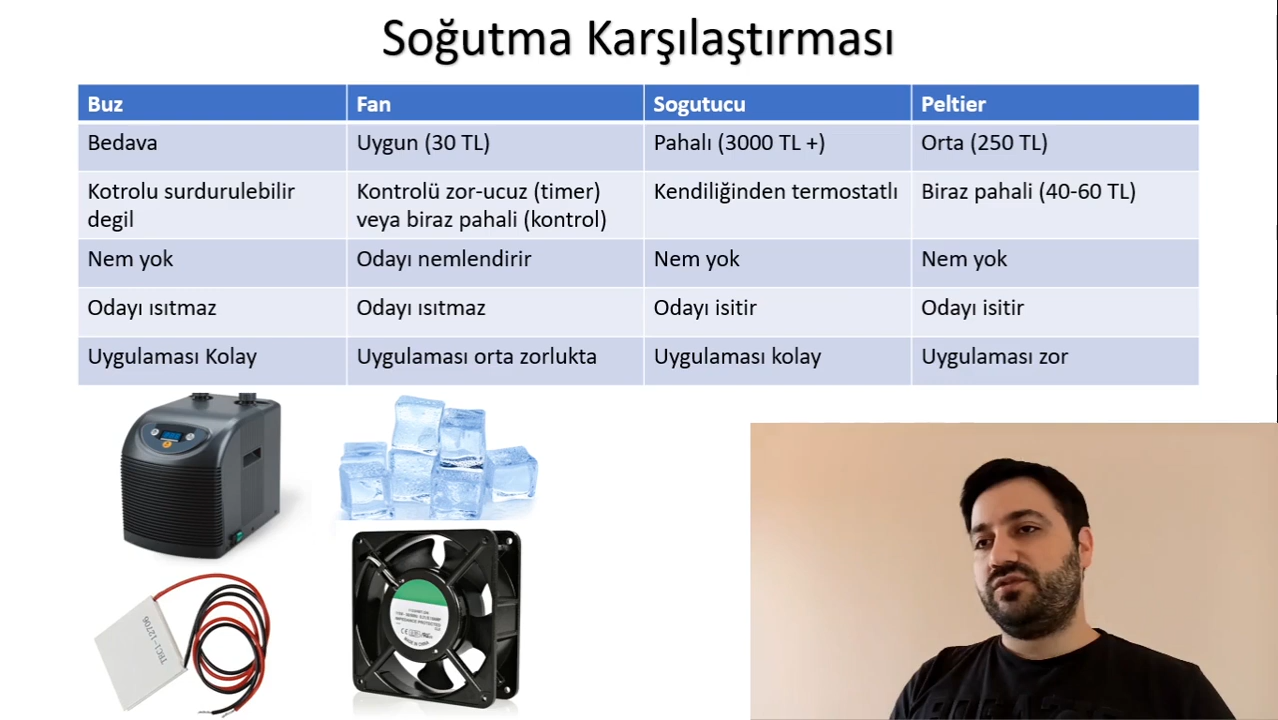 Soğutma Karşılaştırması
Buz
Fan
Sogutucu
Peltier
Bedava
Uygun (30 TL)
Pahalı (3000 TL +)
Orta (250 TL)
Kotrolu surdurulebilir
degil
Kontrolü zor-ucuz (timer)
veya biraz pahali (kontrol)
Kendiliğinden termostatlı
Biraz pahali (40-60 TL)
Nem yok
Odayı nemlendirir
Nem yok
Nem yok
Odayı ısıtmaz
Odayı ısıtmaz
Odayı isitir
Odayı isitir
Uygulaması Kolay
Uygulaması orta zorlukta
Uygulaması kolay
Uygulaması zor